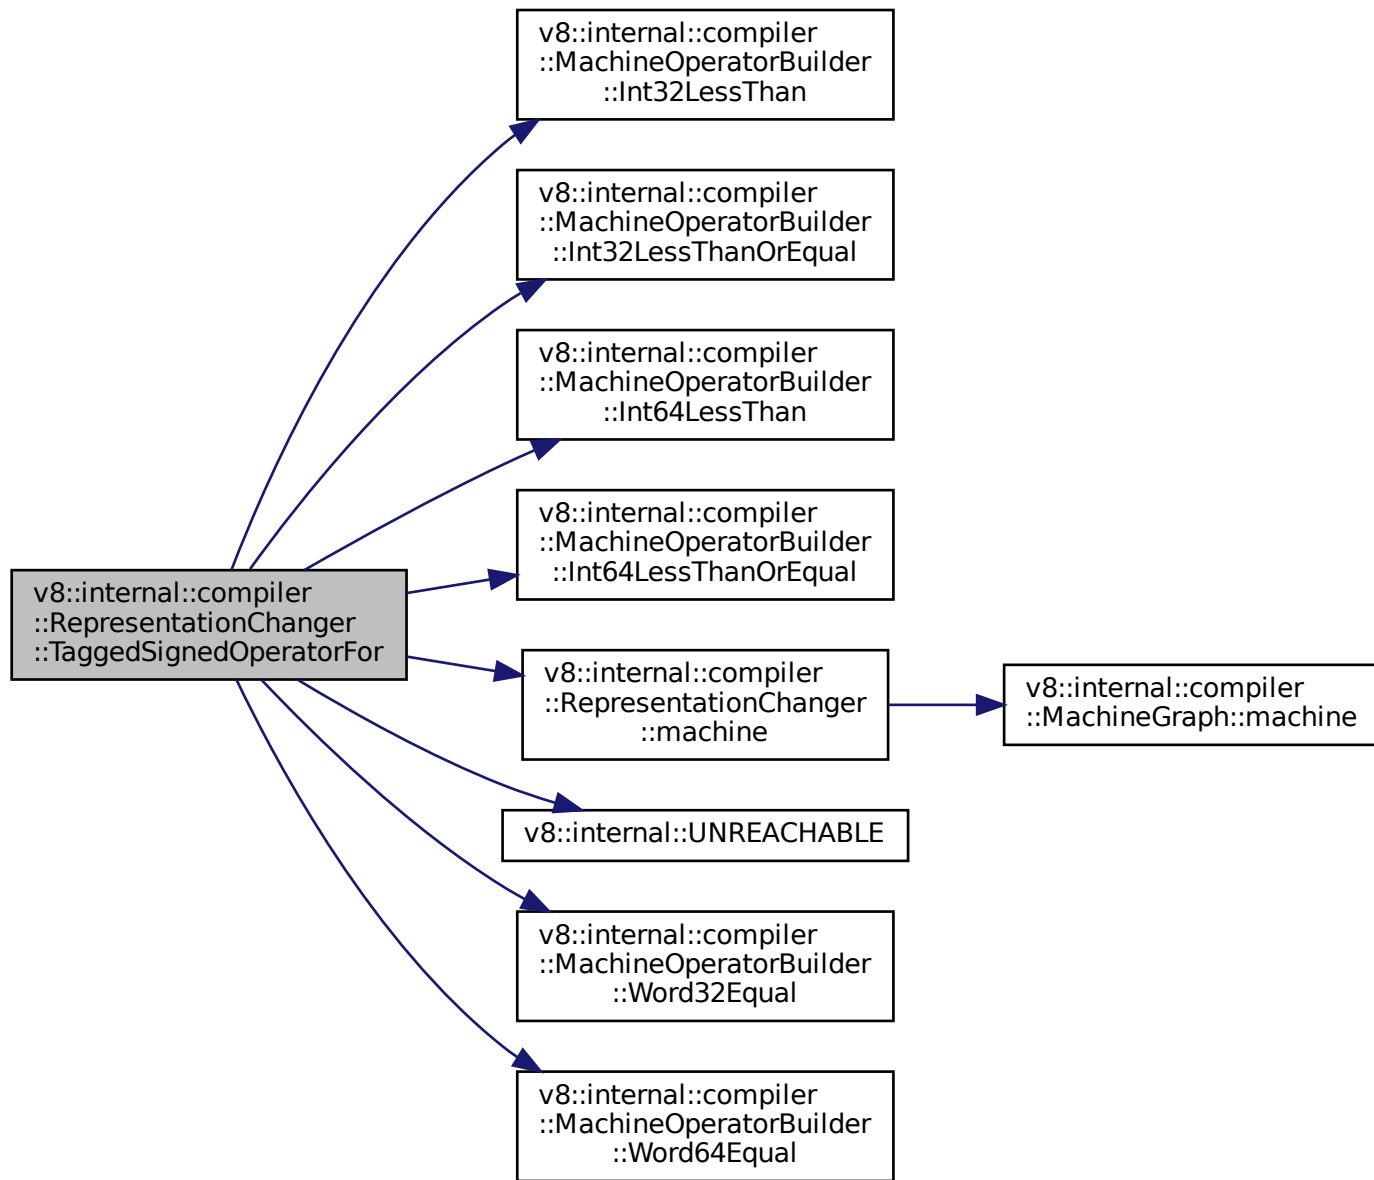 v8::internal::compiler
::MachineOperatorBuilder
::Int32LessThan
v8::internal::compiler
::MachineOperatorBuilder
::Int32LessThanOrEqual
v8::internal::compiler
::MachineOperatorBuilder
::Int64LessThan
v8::internal::compiler
::MachineOperatorBuilder
::Int64LessThanOrEqual
v8::internal::compiler
::RepresentationChanger
::TaggedSignedOperatorFor
v8::internal::compiler
::RepresentationChanger
::machine
v8::internal::compiler
::MachineGraph::machine
v8::internal::UNREACHABLE
v8::internal::compiler
::MachineOperatorBuilder
::Word32Equal
v8::internal::compiler
::MachineOperatorBuilder
::Word64Equal